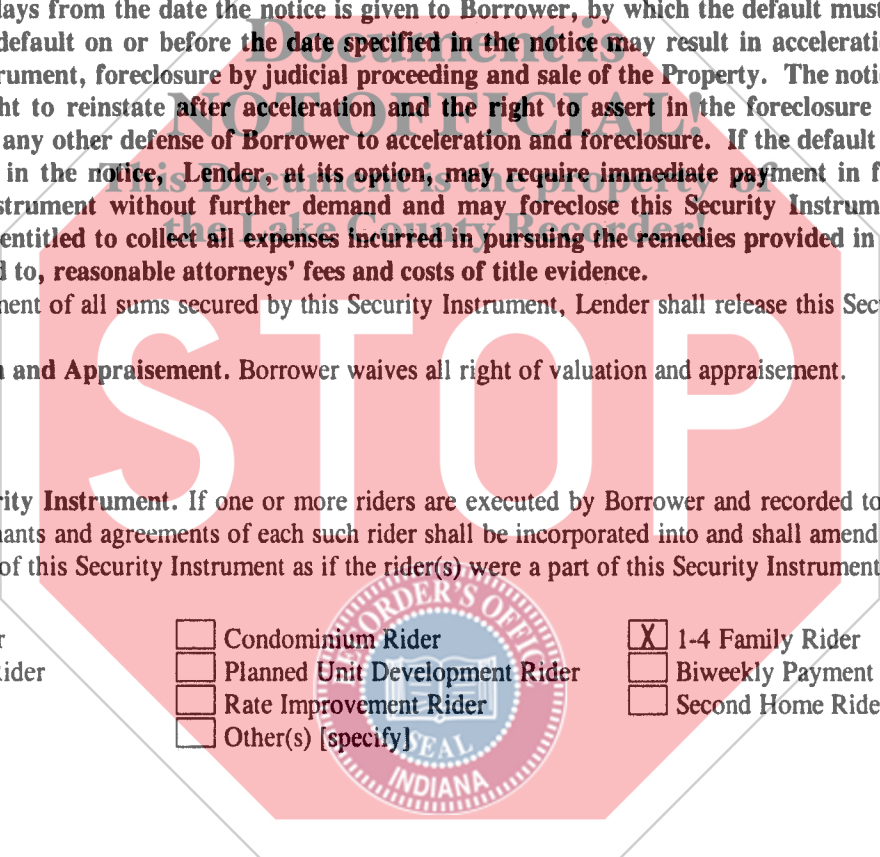 days from the date the notice is given to Borrower, by which the default must
default on or before the date specified in the notice may result in accelerati
rument, foreclosure by judicial proceeding and sale of the Property. The noti
ht to reinstate after acceleration and the right to assert in the foreclosure
any other defense of Borrower to acceleration and foreclosure. If the default
in the notice, Lender, at its option, may require immediate payment in f
strument without further demand and may foreclose this Security Instrum
entitled to collect all expenses incurred in pursuing the remedies provided in
d to, reasonable attorneys' fees and costs of title evidence.
ment of all sums secured by this Security Instrument, Lender shall release this Sec
n and Appraisement. Borrower waives all right of valuation and appraisement.
rity Instrument. If one or more riders are executed by Borrower and recorded to
nants and agreements of each such rider shall be incorporated into and shall amend
of this Security Instrument as if the rider(s) were a part of this Security Instrument
r
Condominium Rider
X 1-4 Family Rider
Rider
Planned Unit Development Rider
Biweekly Payment
Rate Improvement Rider
Second Home Ride
Other(s) [specify]
Document is
NOT OFFICIAL!
This Document is the property of
the Lake County Recorder!
STOP
RECORDER'S OFFIC
SEAL
INDIANA